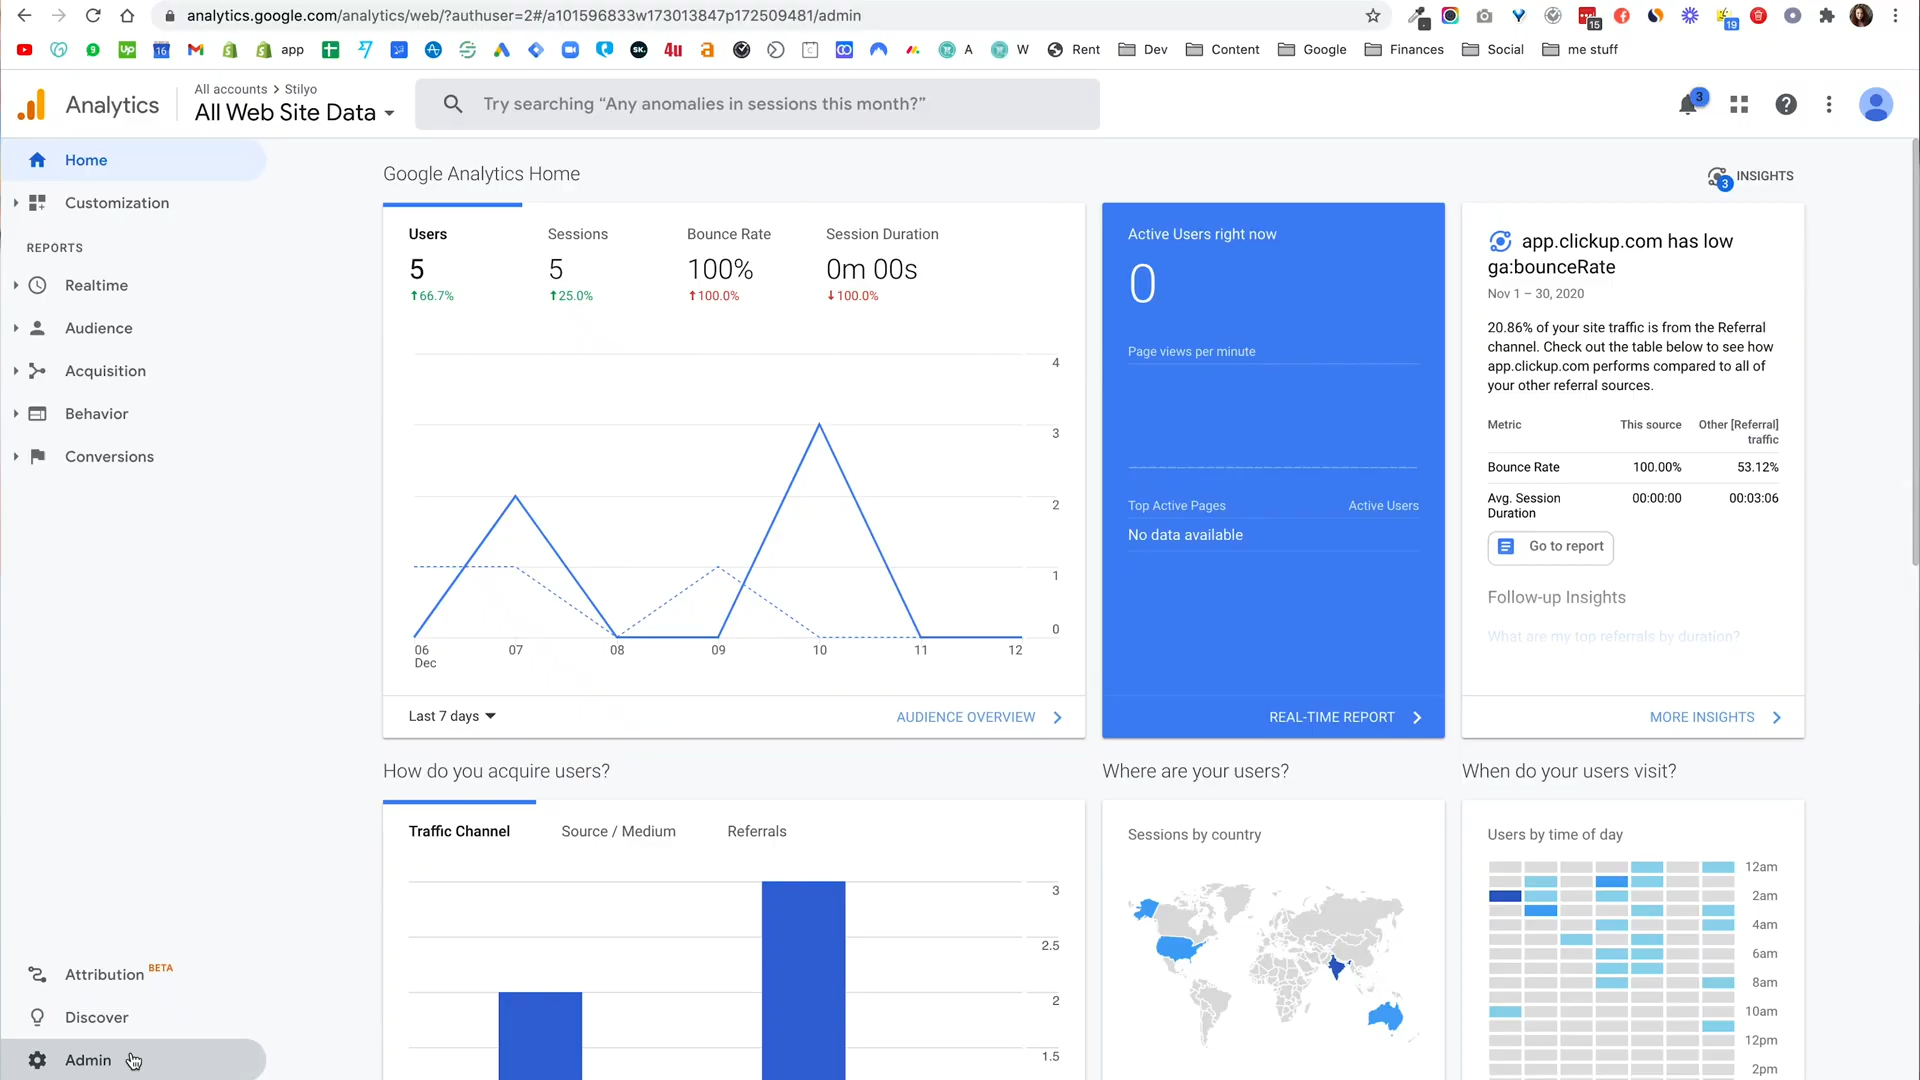 analytics.google.com/analytics/web/?authuser=2#/a101596833w173013847p172509481/admin
15
19
9
Up
16
app
SK.
4u
a
A
W
Rent
Dev
Content
Google
Finances
Social
me stuff
Analytics
All accounts > Stilyo
All Web Site Data
Try searching “Any anomalies in sessions this month?”
3
Home
Customization
REPORTS
Realtime
Audience
Acquisition
Behavior
Conversions
Attribution BETA
Discover
Admin
Google Analytics Home
3 INSIGHTS
Users Sessions Bounce Rate Session Duration
5 5 100% 0m 00s
↑66.7% ↑25.0% ↑100.0% ↓100.0%
4
3
2
1
0
06 07 08 09 10 11 12
Dec
Last 7 days
AUDIENCE OVERVIEW
Active Users right now
0
Page views per minute
Top Active Pages Active Users
No data available
REAL-TIME REPORT
app.clickup.com has low
ga:bounceRate
Nov 1 – 30, 2020
20.86% of your site traffic is from the Referral
channel. Check out the table below to see how
app.clickup.com performs compared to all of
your other referral sources.
Metric This source Other [Referral]
traffic
Bounce Rate 100.00% 53.12%
Avg. Session 00:00:00 00:03:06
Duration
Go to report
Follow-up Insights
What are my top referrals by duration?
MORE INSIGHTS
How do you acquire users?
Traffic Channel Source / Medium Referrals
3
2.5
2
1.5
Where are your users?
Sessions by country
When do your users visit?
Users by time of day
12am
2am
4am
6am
8am
10am
12pm
2pm